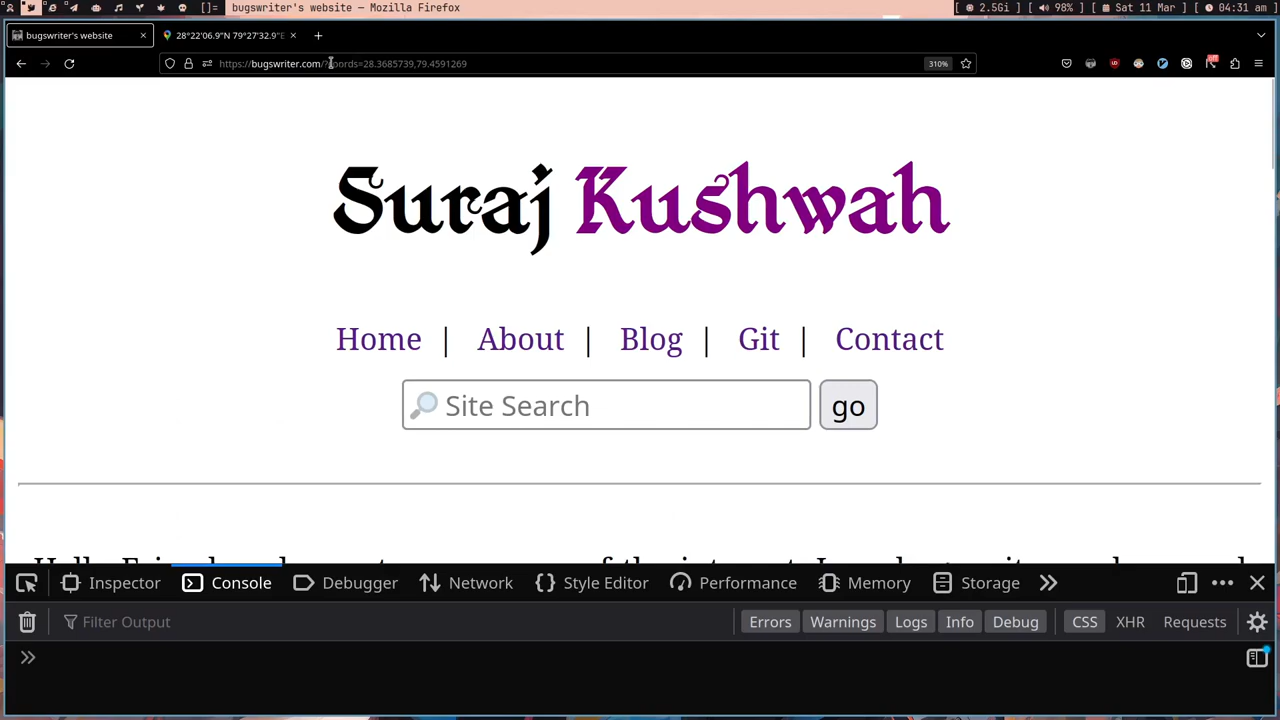 []= bugswriter's website — Mozilla Firefox [ 2.5Gi ] [ 98% ] [ Sat 11 Mar ] [ 04:31 am ]
bugswriter's website 28°22'06.9"N 79°27'32.9"E
https://bugswriter.com/?coords=28.3685739,79.4591269 310%
Suraj Kushwah
Home | About | Blog | Git | Contact
Site Search go
Inspector Console Debugger Network Style Editor Performance Memory Storage
Filter Output Errors Warnings Logs Info Debug CSS XHR Requests